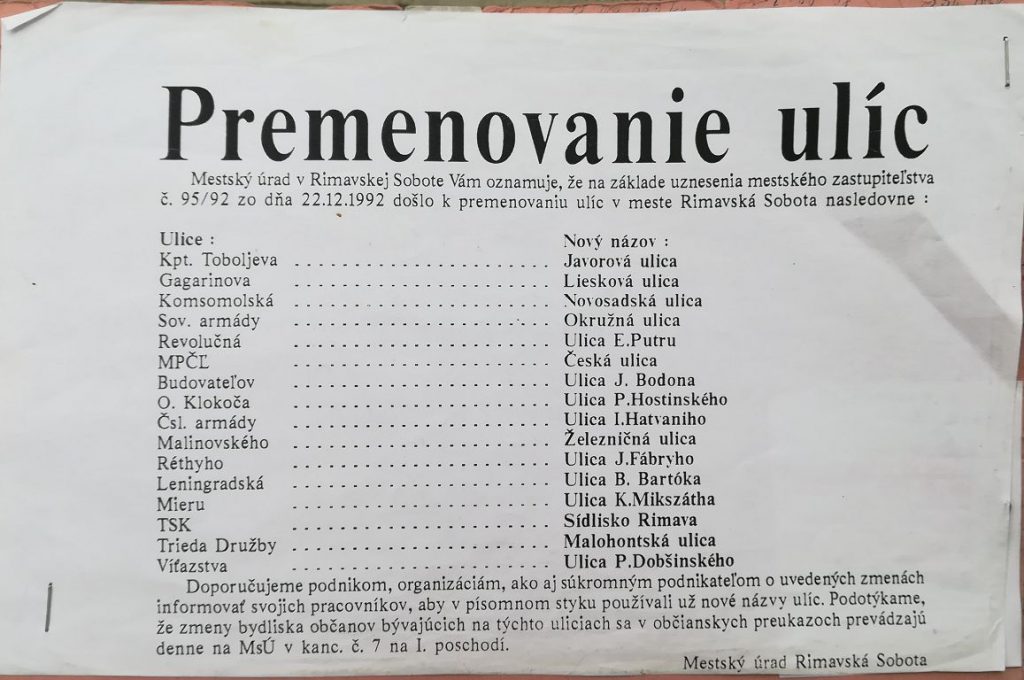 Premenovanie ulíc
Mestský úrad v Rimavskej Sobote Vám oznamuje, že na základe uznesenia mestského zastupiteľstva
č. 95/92 zo dňa 22.12.1992 došlo k premenovaniu ulíc v meste Rimavská Sobota nasledovne :
Ulice : Nový názov :
Kpt. Toboljeva . . . . . . . . . . . . . . . . . . . . . . . Javorová ulica
Gagarinova . . . . . . . . . . . . . . . . . . . . . . . Liesková ulica
Komsomolská . . . . . . . . . . . . . . . . . . . . . . . Novosadská ulica
Sov. armády . . . . . . . . . . . . . . . . . . . . . . . Okružná ulica
Revolučná . . . . . . . . . . . . . . . . . . . . . . . Ulica E.Putru
MPČĽ . . . . . . . . . . . . . . . . . . . . . . . Česká ulica
Budovateľov . . . . . . . . . . . . . . . . . . . . . . . Ulica J. Bodona
O. Klokoča . . . . . . . . . . . . . . . . . . . . . . . Ulica P.Hostinského
Čsl. armády . . . . . . . . . . . . . . . . . . . . . . . Ulica I.Hatvaniho
Malinovského . . . . . . . . . . . . . . . . . . . . . . . Železničná ulica
Réthyho . . . . . . . . . . . . . . . . . . . . . . . Ulica J.Fábryho
Leningradská . . . . . . . . . . . . . . . . . . . . . . . Ulica B. Bartóka
Mieru . . . . . . . . . . . . . . . . . . . . . . . Ulica K.Mikszátha
TSK . . . . . . . . . . . . . . . . . . . . . . . Sídlisko Rimava
Trieda Družby . . . . . . . . . . . . . . . . . . . . . . . Malohontská ulica
Víťazstva . . . . . . . . . . . . . . . . . . . . . . . Ulica P.Dobšinského
Doporučujeme podnikom, organizáciám, ako aj súkromným podnikateľom o uvedených zmenách
informovať svojich pracovníkov, aby v písomnom styku používali už nové názvy ulíc. Podotýkame,
že zmeny bydliska občanov bývajúcich na týchto uliciach sa v občianskych preukazoch prevádzajú
denne na MsÚ v kanc. č. 7 na I. poschodí.
Mestský úrad Rimavská Sobota